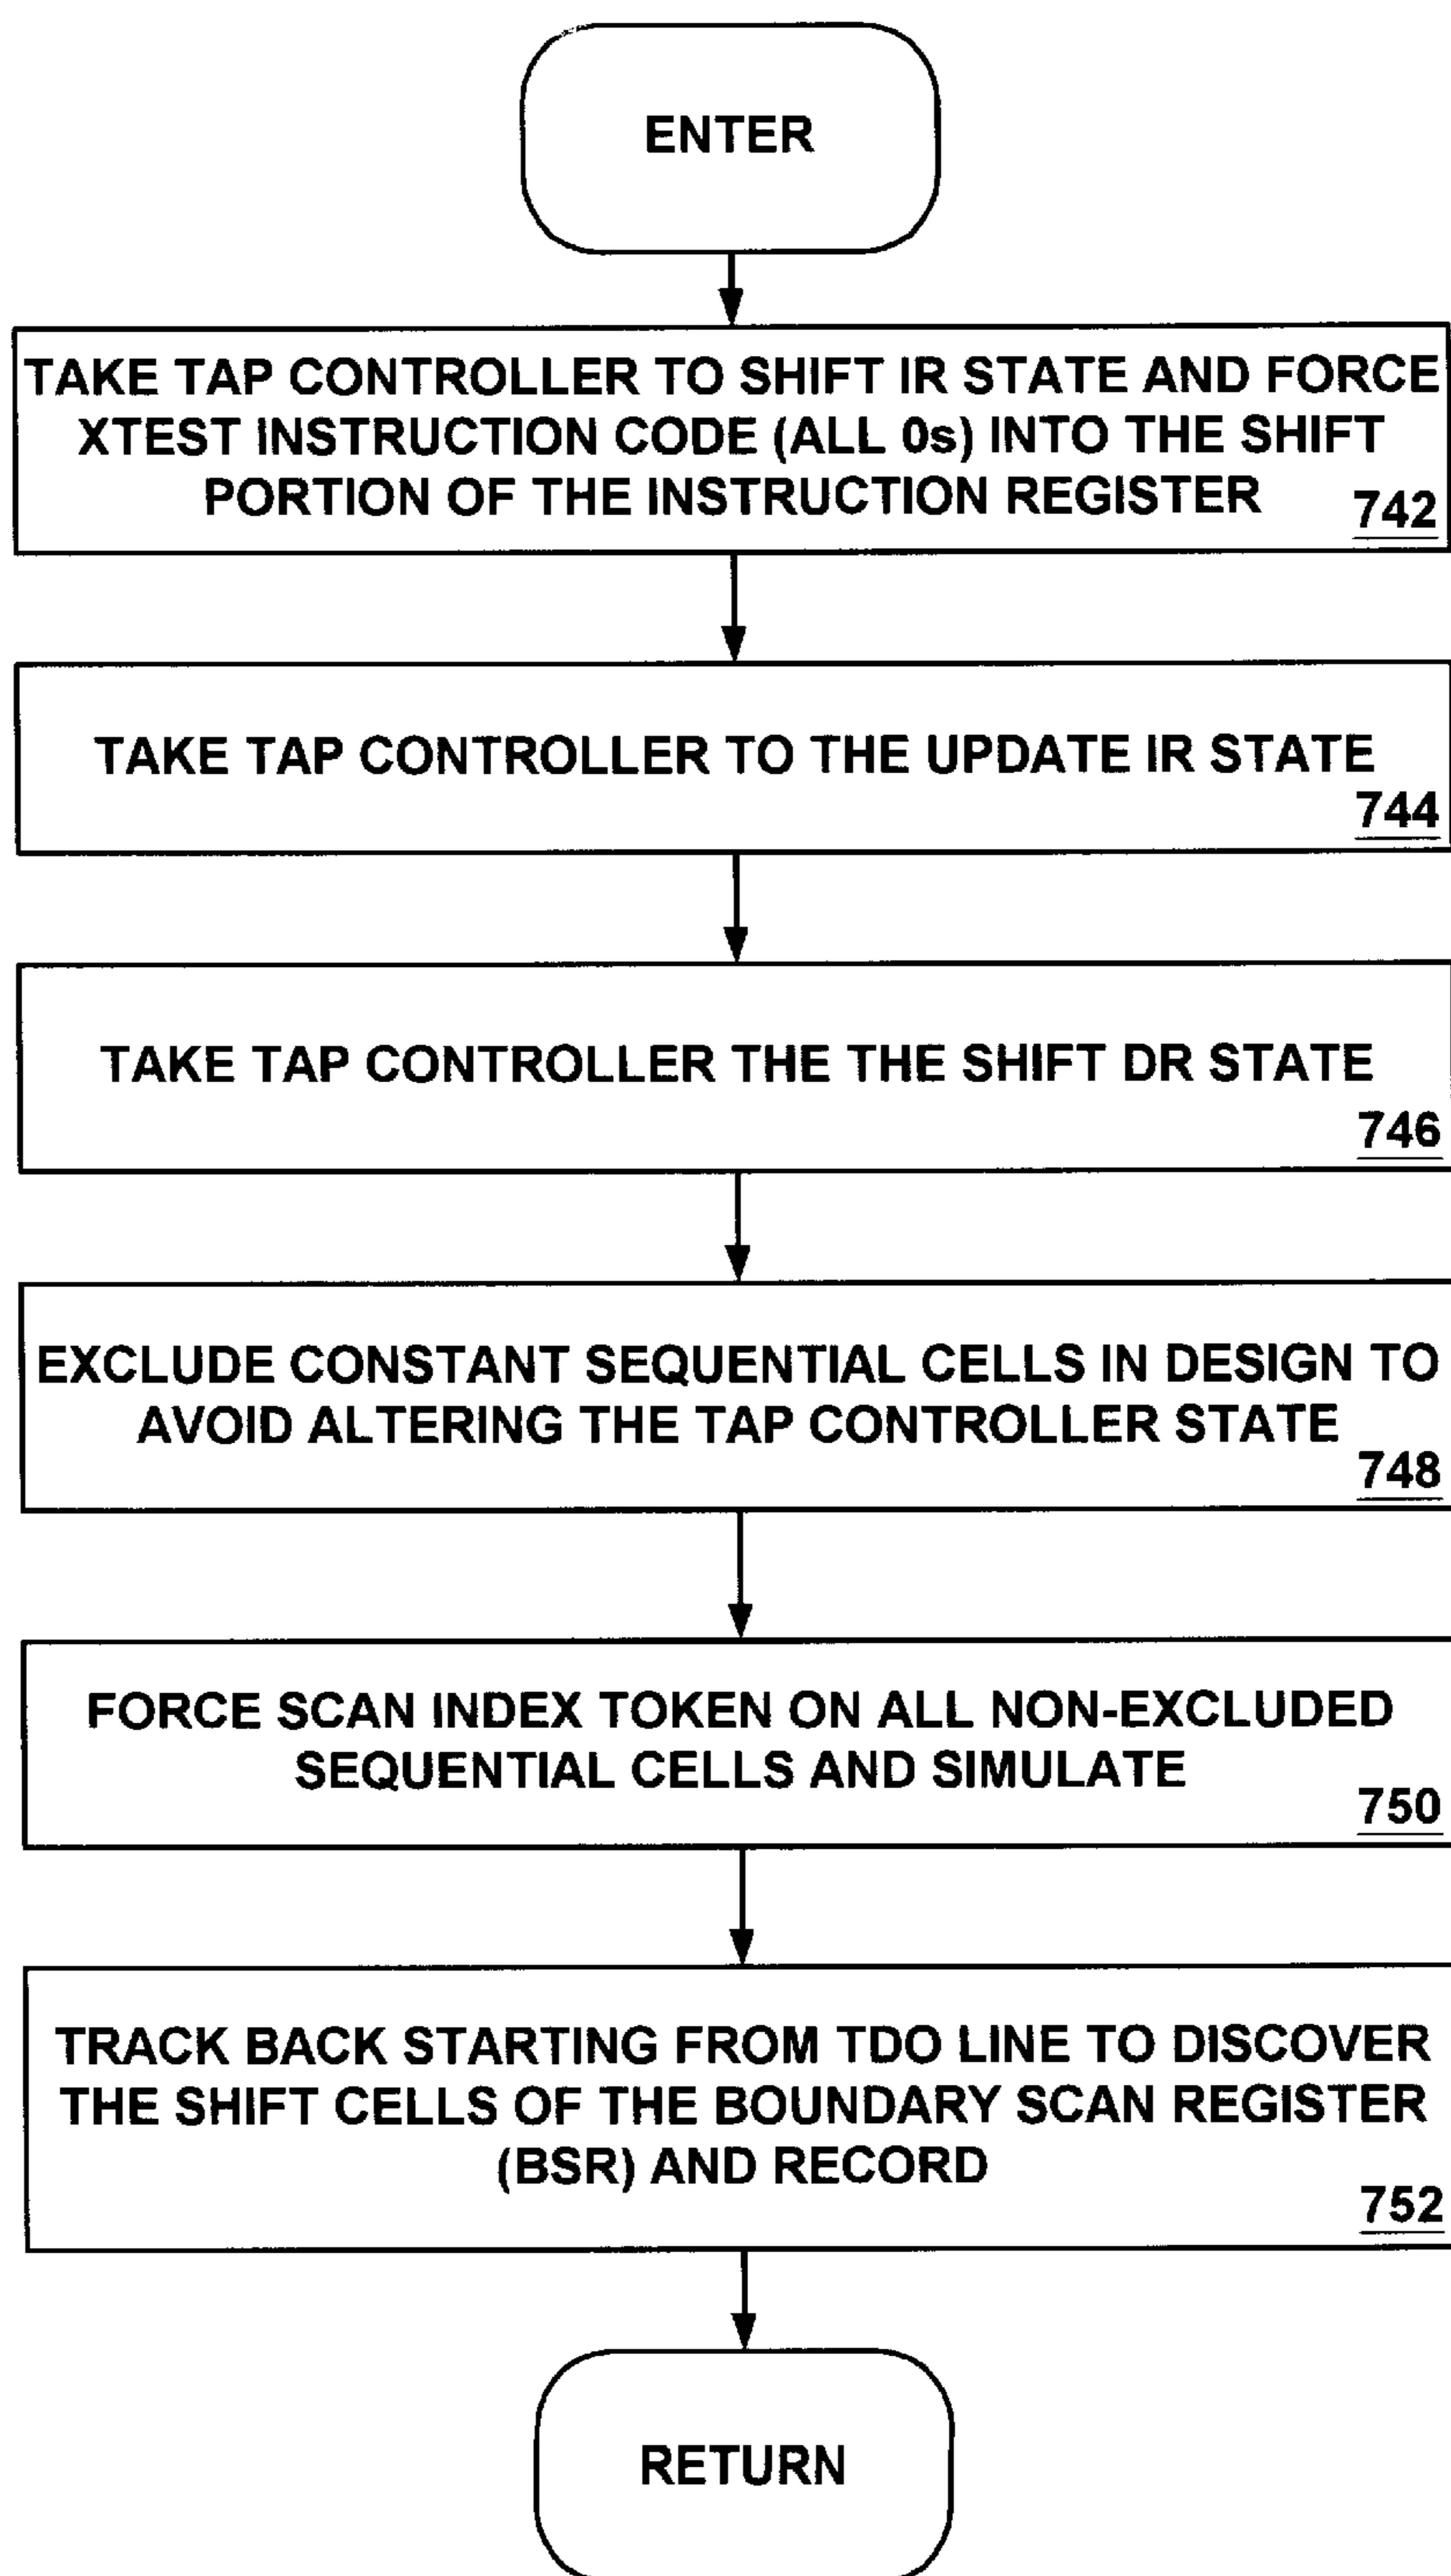 ENTER
TAKE TAP CONTROLLER TO SHIFT IR STATE AND FORCE
XTEST INSTRUCTION CODE (ALL 0s) INTO THE SHIFT
PORTION OF THE INSTRUCTION REGISTER
742
TAKE TAP CONTROLLER TO THE UPDATE IR STATE
744
TAKE TAP CONTROLLER THE THE SHIFT DR STATE
746
EXCLUDE CONSTANT SEQUENTIAL CELLS IN DESIGN TO
AVOID ALTERING THE TAP CONTROLLER STATE
748
FORCE SCAN INDEX TOKEN ON ALL NON-EXCLUDED
SEQUENTIAL CELLS AND SIMULATE
750
TRACK BACK STARTING FROM TDO LINE TO DISCOVER
THE SHIFT CELLS OF THE BOUNDARY SCAN REGISTER
(BSR) AND RECORD
752
RETURN